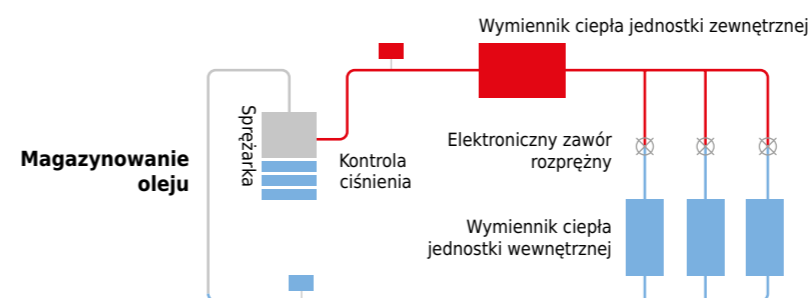 Wymiennik ciepła jednostki zewnętrznej
Sprężarka
Magazynowanie
oleju
Kontrola
ciśnienia
Elektroniczny zawór
rozprężny
Wymiennik ciepła
jednostki wewnętrznej